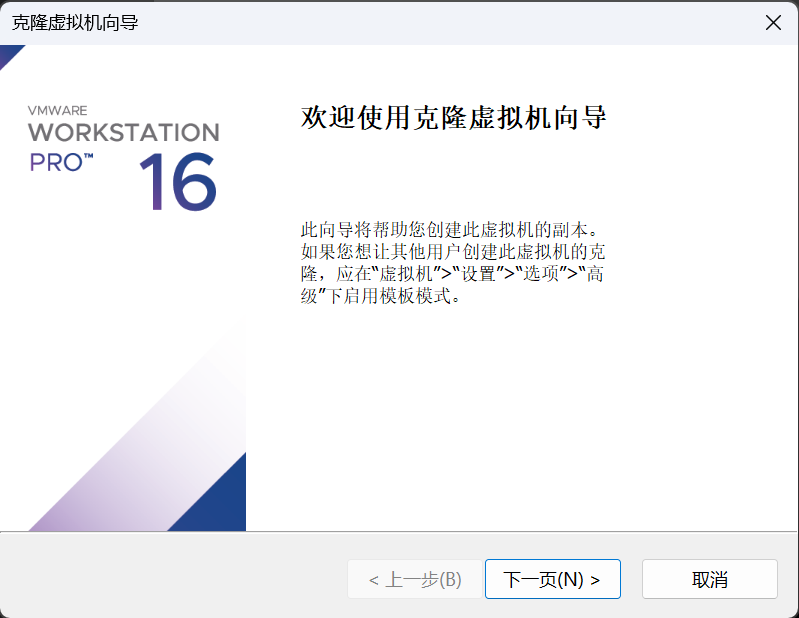 克隆虚拟机向导
VMWARE
WORKSTATION
PRO™
16
欢迎使用克隆虚拟机向导
此向导将帮助您创建此虚拟机的副本。
如果您想让其他用户创建此虚拟机的克
隆，应在“虚拟机”>“设置”>“选项”>“高
级”下启用模板模式。
< 上一步(B)
下一页(N) >
取消